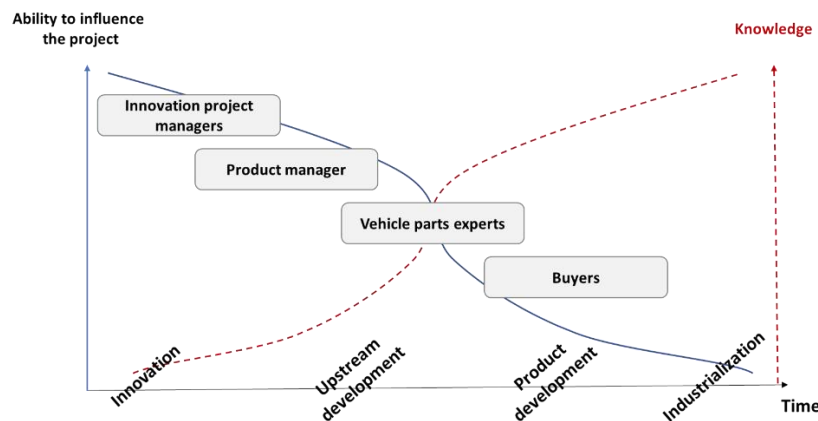 Ability to influence
the project
Knowledge
Innovation project
managers
Product manager
Vehicle parts experts
Buyers
Innovation
Upstream
development
Product
development
Industrialization
Time